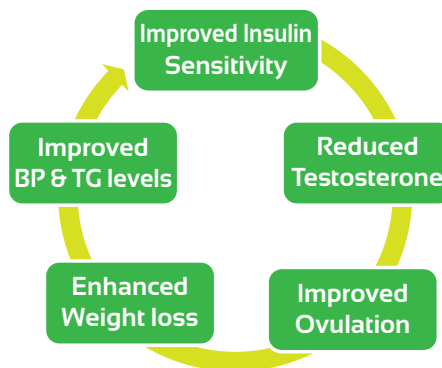 Improved Insulin
Sensitivity
Reduced
Testosterone
Improved
Ovulation
Enhanced
Weight loss
Improved
BP & TG levels